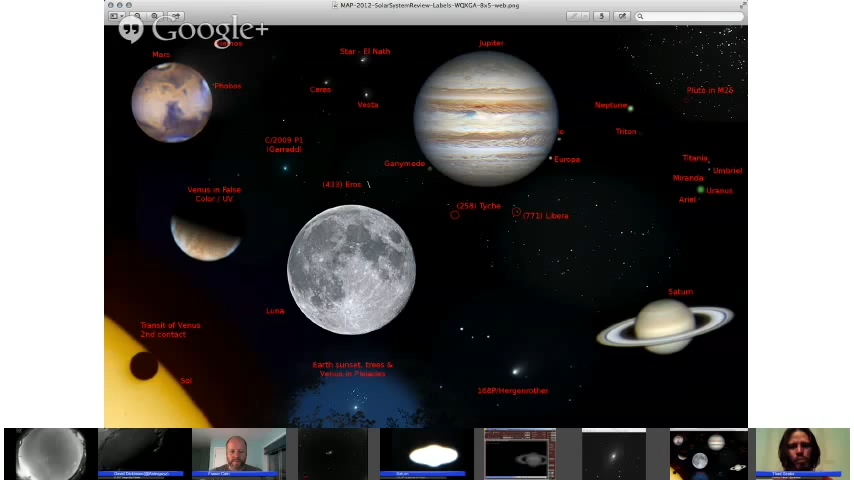 MAP-2012-SolarSystemReview-Labels-WQXGA-8x5-web.png
Google+
Mars
Phobos
Star - El Nath
Ceres
Vesta
Jupiter
Pluto in M26
Neptune
Triton
C/2009 P1
(Garradd)
Ganymede
Europa
Titania
Umbriel
Miranda
Uranus
Ariel
(433) Eros
Venus in False
Color / UV
(258) Tyche
(771) Libera
Luna
Saturn
Transit of Venus
2nd contact
Sol
Earth sunset, trees &
Venus in Pleiades
168P/Hergenrother
Saturn